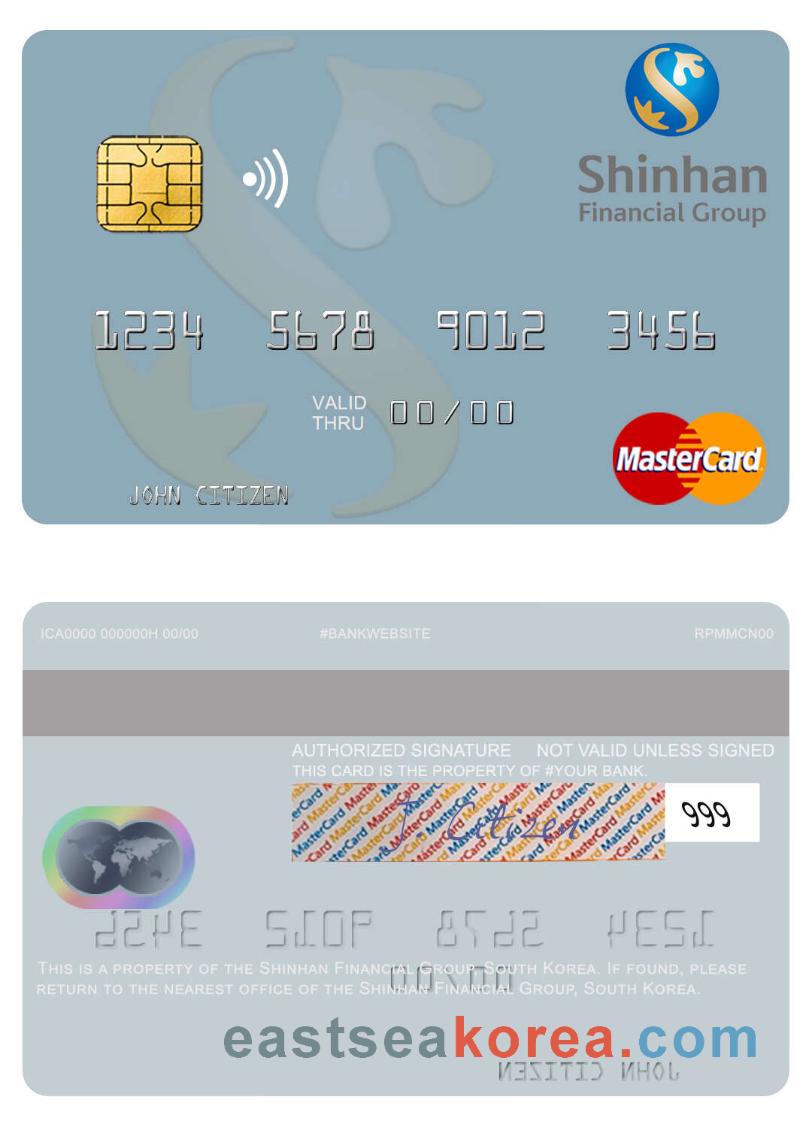 Shinhan
Financial Group
1234 5678 9012 3456
VALID
THRU 00/00
MasterCard
JOHN CITIZEN
ICA0000 000000H 00/00 #BANKWEBSITE RPMMCN00
AUTHORIZED SIGNATURE NOT VALID UNLESS SIGNED
THIS CARD IS THE PROPERTY OF #YOUR BANK.
J Citizen 999
THIS IS A PROPERTY OF THE SHINHAN FINANCIAL GROUP, SOUTH KOREA. IF FOUND, PLEASE
RETURN TO THE NEAREST OFFICE OF THE SHINHAN FINANCIAL GROUP, SOUTH KOREA.
eastseakorea.com
JOHN CITIZEN